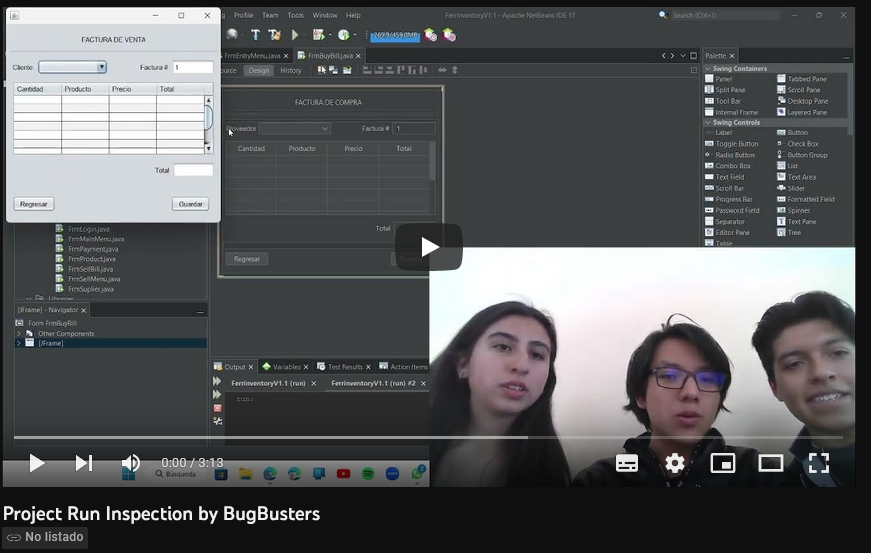 g Profile Team Tools Window Help
FerrinventoryV1.1 - Apache NetBeans IDE 17
Search (Ctrl+I)
FACTURA DE VENTA
Cliente:
Factura # 1
Cantidad Producto Precio Total
Total
Regresar Guardar
269.9/459.0MB
FrmEntryMenu.java FrmBuyBill.java
ource Design History
FACTURA DE COMPRA
Proveedor
Factura # 1
Cantidad Producto Precio Total
Total
Regresar
Palette
Swing Containers
Panel Tabbed Pane
Split Pane Scroll Pane
Tool Bar Desktop Pane
Internal Frame Layered Pane
Swing Controls
Label Button
Toggle Button Check Box
Radio Button Button Group
Combo Box List
Text Field Text Area
Scroll Bar Slider
Progress Bar Formatted Field
Password Field Spinner
Separator Text Pane
Editor Pane Tree
Table
FrmLogin.java
FrmMainMenu.java
FrmPayment.java
FrmProduct.java
FrmSellBill.java
FrmSellMenu.java
FrmSuplier.java
Libraries
[JFrame] - Navigator
Form FrmBuyBill
Other Components
[JFrame]
Output Variables Test Results Action Items
FerrinventoryV1.1 (run) FerrinventoryV1.1 (run) #2
run:
0:00 / 3:13
Búsqueda
Project Run Inspection by BugBusters
No listado